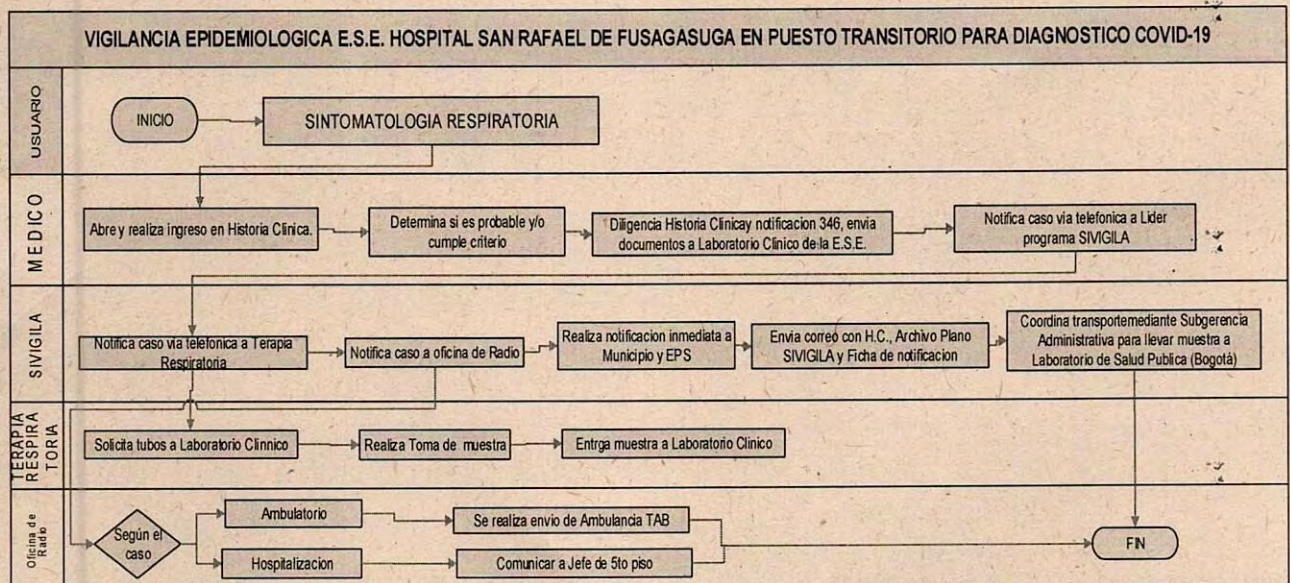 VIGILANCIA EPIDEMIOLOGICA E.S.E. HOSPITAL SAN RAFAEL DE FUSAGASUGA EN PUESTO TRANSITORIO PARA DIAGNOSTICO COVID-19
USUARIO
INICIO
SINTOMATOLOGIA RESPIRATORIA
MEDICO
Abre y realiza ingreso en Historia Clinica.
Determina si es probable y/o
cumple criterio
Diligencia Historia Clinicay notificacion 346, envia
documentos a Laboratorio Clinico de la E.S.E.
Notifica caso via telefonica a Lider
programa SIVIGILA
SIVIGILA
Notifica caso via telefonica a Terapia
Respiratoria
Notifica caso a oficina de Radio
Realiza notificacion inmediata a
Municipio y EPS
Envia correo con H.C., Archivo Plano
SIVIGILA y Ficha de notificacion
Coordina transportemediante Subgerencia
Administrativa para llevar muestra a
Laboratorio de Salud Publica (Bogotà)
TERAPIA
RESPIRA
TORIA
Solicita tubos a Laboratorio Clinnico
Realiza Toma de muestra
Entrga muestra a Laboratorio Clinico
Oficina de
Radio
Según el
caso
Ambulatorio
Se realiza envio de Ambulancia TAB
Hospitalizacion
Comunicar a Jefe de 5to piso
FIN